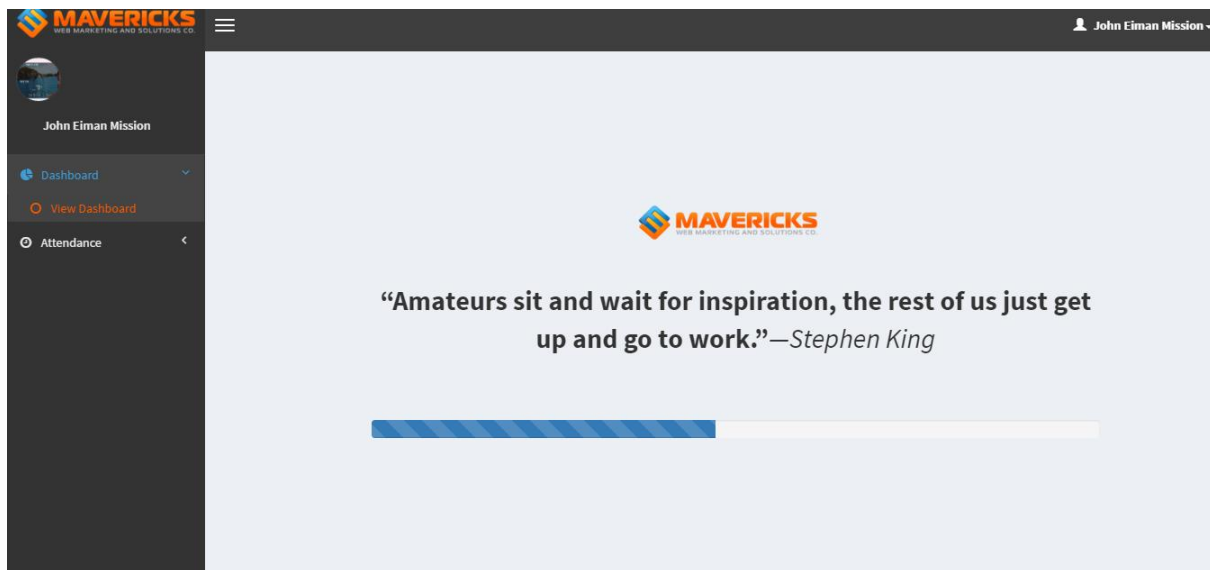 MAVERICKS
WEB MARKETING AND SOLUTIONS CO.
John Eiman Mission
John Eiman Mission
Dashboard
View Dashboard
Attendance
MAVERICKS
WEB MARKETING AND SOLUTIONS CO.
“Amateurs sit and wait for inspiration, the rest of us just get
up and go to work.”—Stephen King